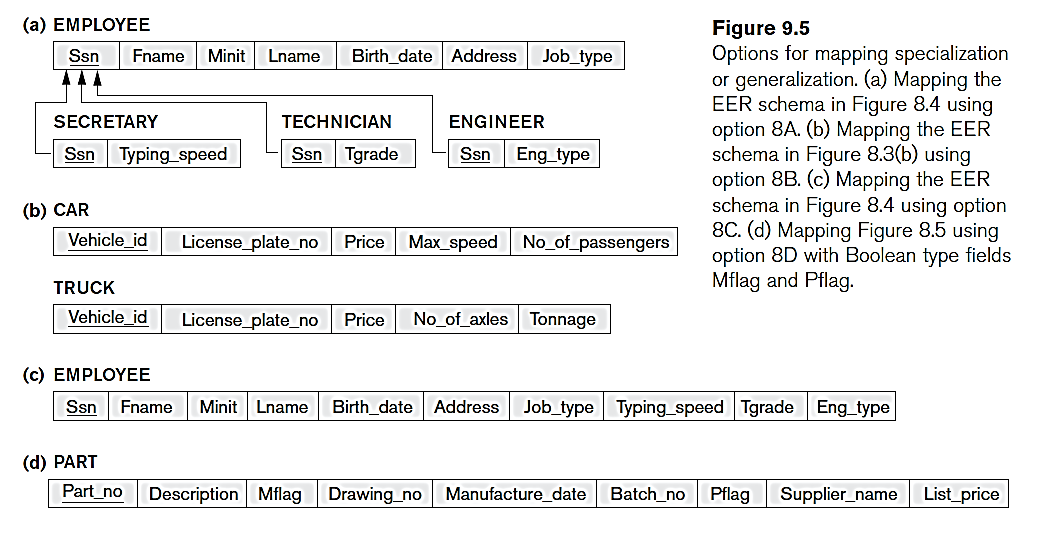 (a) EMPLOYEE
Ssn Fname Minit Lname Birth_date Address Job_type
SECRETARY TECHNICIAN ENGINEER
Ssn Typing_speed Ssn Tgrade Ssn Eng_type
(b) CAR
Vehicle_id License_plate_no Price Max_speed No_of_passengers
TRUCK
Vehicle_id License_plate_no Price No_of_axles Tonnage
(c) EMPLOYEE
Ssn Fname Minit Lname Birth_date Address Job_type Typing_speed Tgrade Eng_type
(d) PART
Part_no Description Mflag Drawing_no Manufacture_date Batch_no Pflag Supplier_name List_price
Figure 9.5
Options for mapping specialization
or generalization. (a) Mapping the
EER schema in Figure 8.4 using
option 8A. (b) Mapping the EER
schema in Figure 8.3(b) using
option 8B. (c) Mapping the EER
schema in Figure 8.4 using option
8C. (d) Mapping Figure 8.5 using
option 8D with Boolean type fields
Mflag and Pflag.